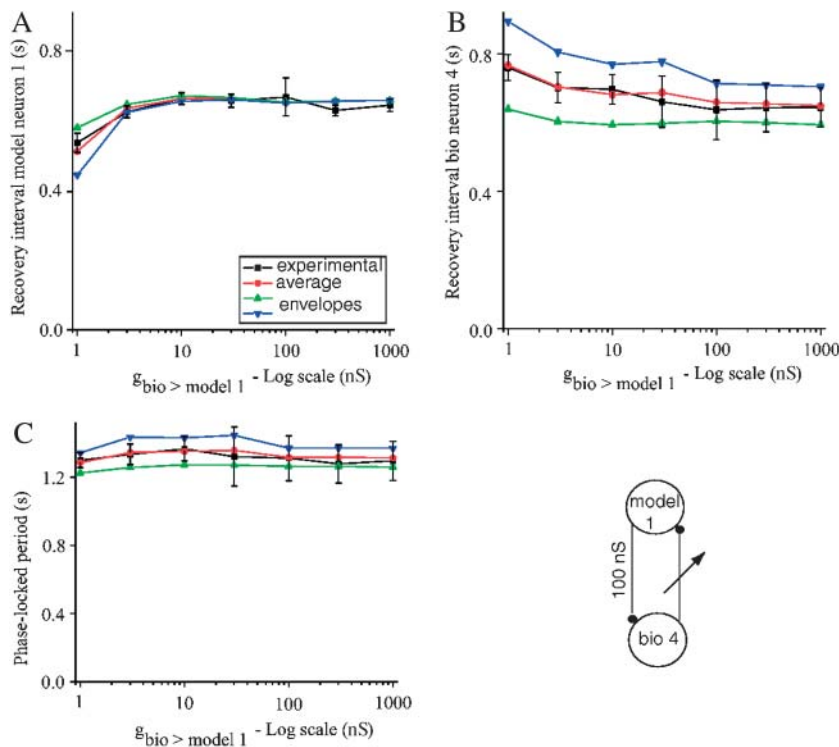 A
Recovery interval model neuron 1 (s)
0.8
0.4
0.0
experimental
average
envelopes
1 10 100 1000
g bio > model 1 - Log scale (nS)
B
Recovery interval bio neuron 4 (s)
0.8
0.4
0.0
1 10 100 1000
g bio > model 1 - Log scale (nS)
C
Phase-locked period (s)
1.2
0.8
0.4
0.0
1 10 100 1000
g bio > model 1 - Log scale (nS)
model
1
100 nS
bio 4